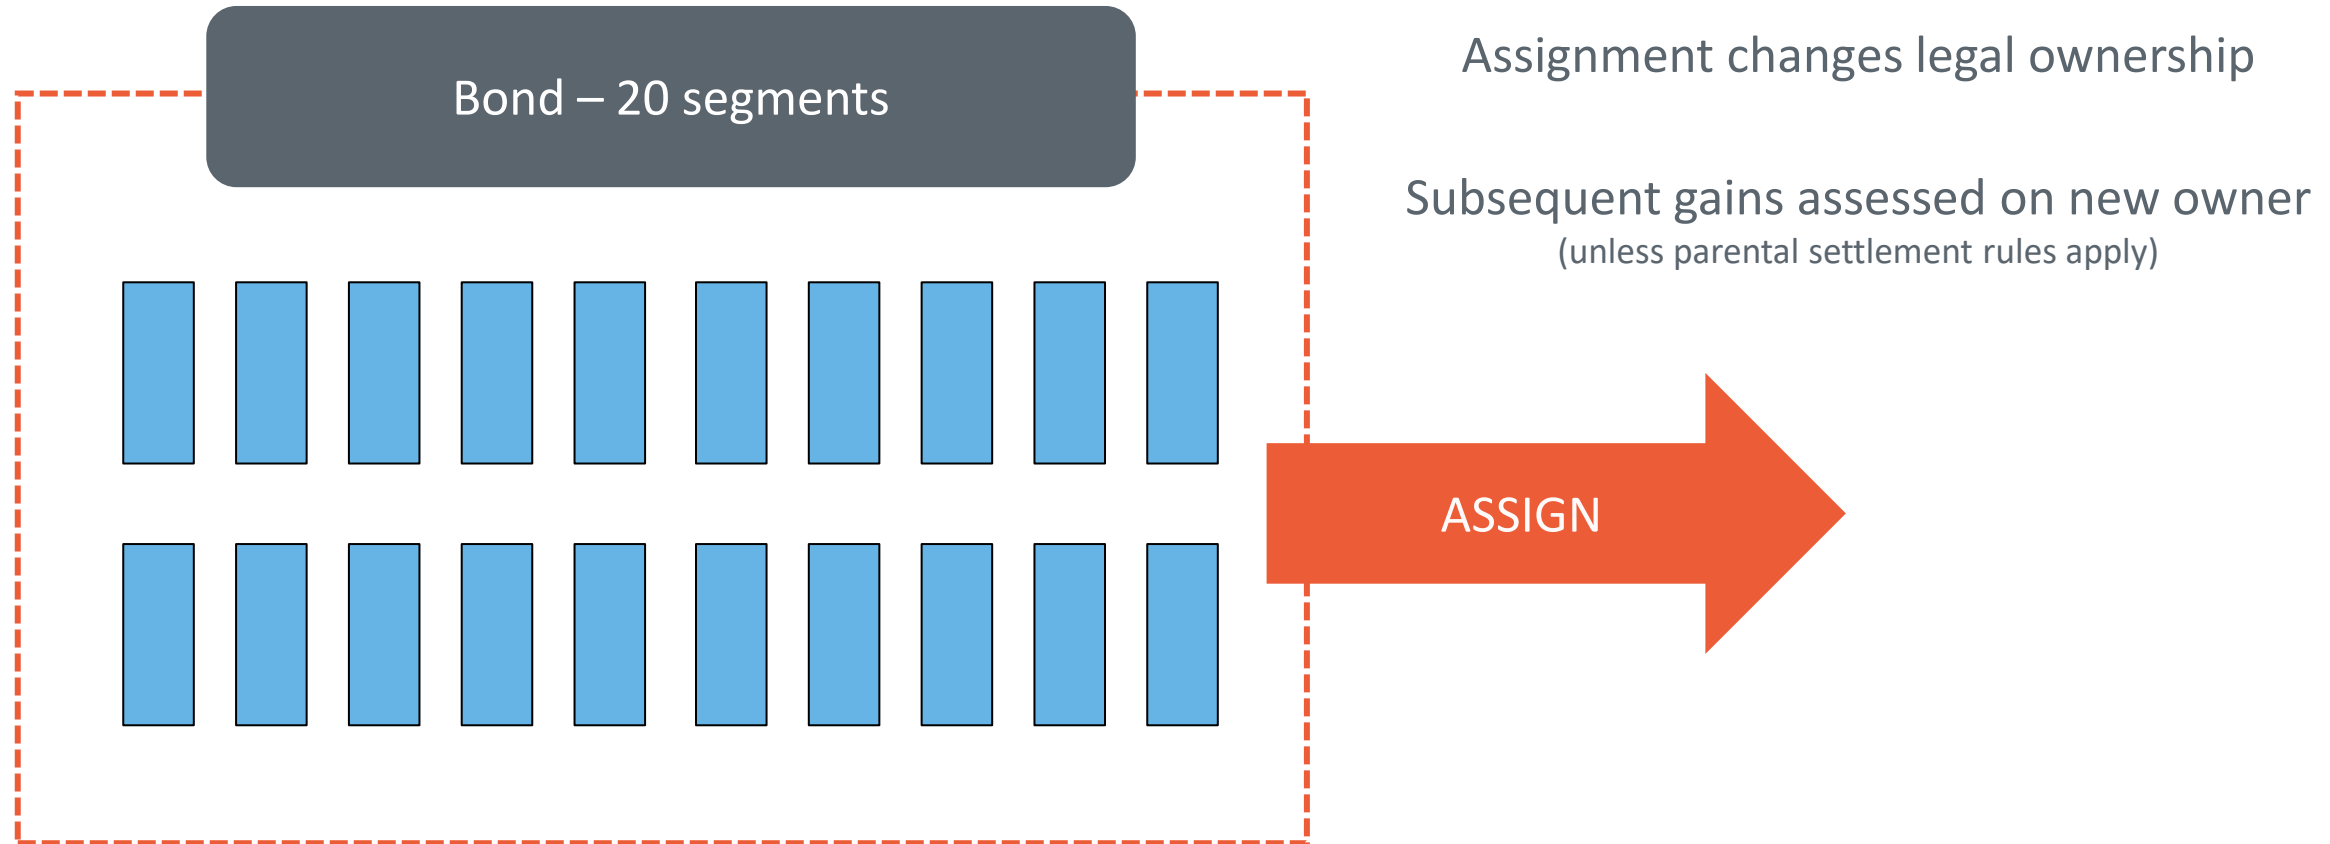 Bond – 20 segments
Assignment changes legal ownership
Subsequent gains assessed on new owner
(unless parental settlement rules apply)
ASSIGN